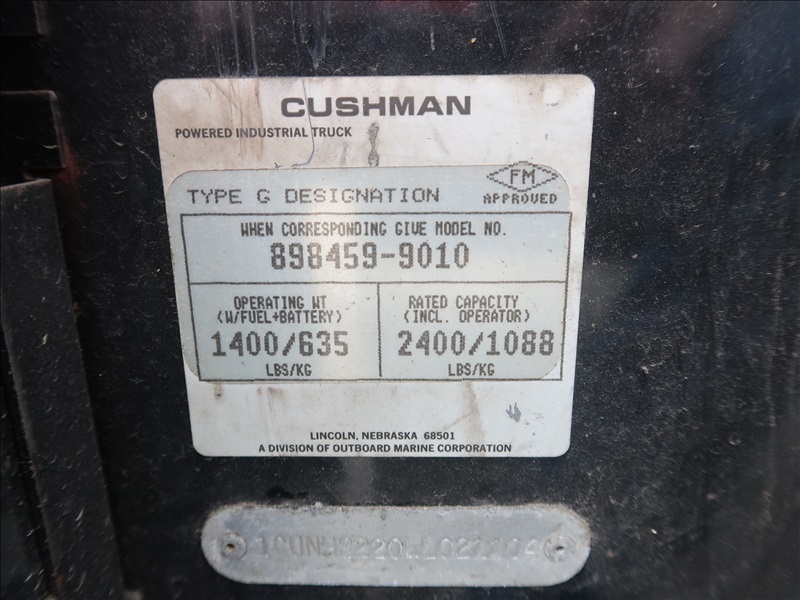 CUSHMAN
POWERED INDUSTRIAL TRUCK
FM
TYPE G DESIGNATION APPROVED
WHEN CORRESPONDING GIVE MODEL NO.
898459-9010
OPERATING WT
(W/FUEL+BATTERY)
1400/635
LBS/KG
RATED CAPACITY
(INCL. OPERATOR)
2400/1088
LBS/KG
LINCOLN, NEBRASKA 68501
A DIVISION OF OUTBOARD MARINE CORPORATION